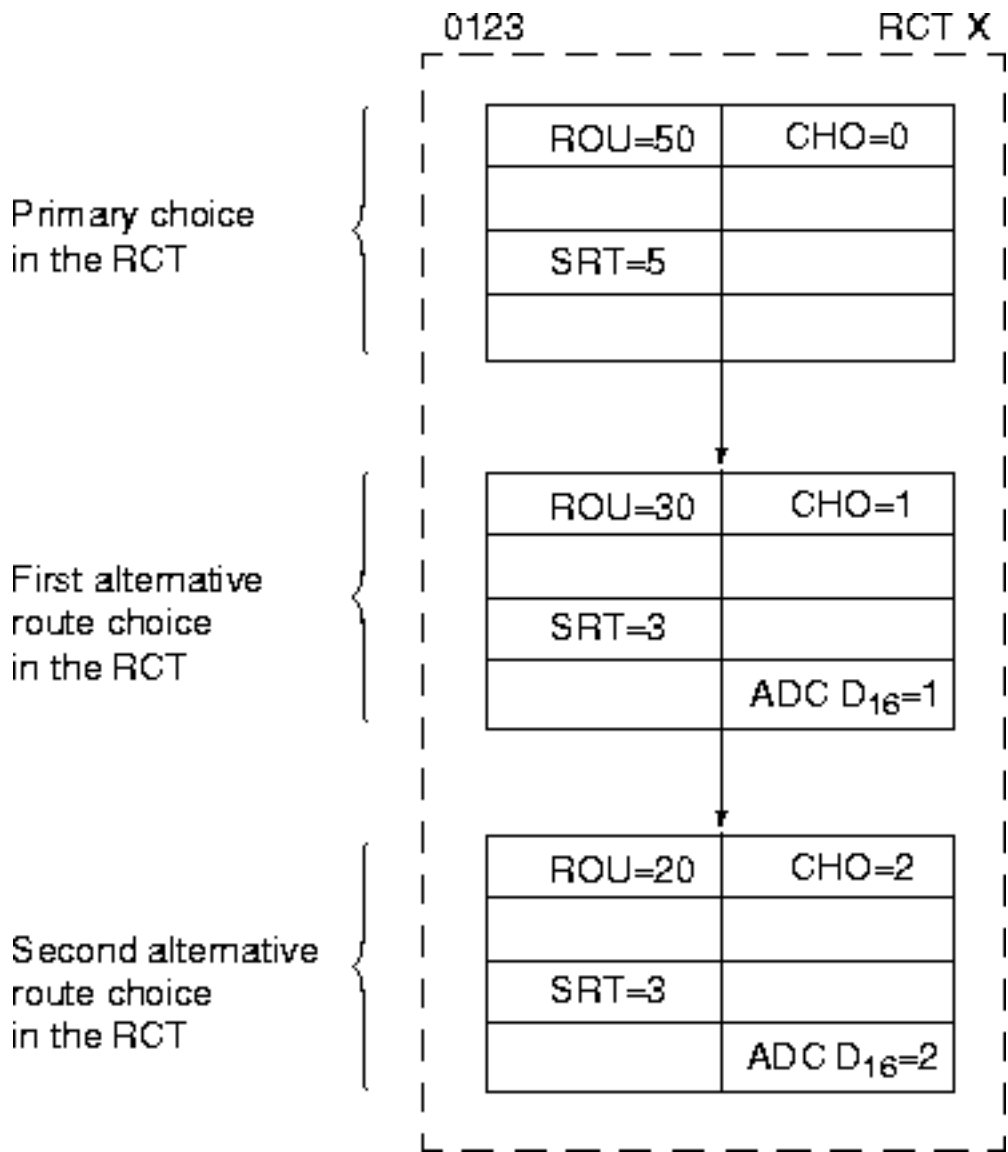 0123 RCT X
ROU=50 CHO=0
Primary choice
in the RCT
SRT=5
ROU=30 CHO=1
First alternative
route choice
in the RCT
SRT=3
ADC D16=1
ROU=20 CHO=2
Second alternative
route choice
in the RCT
SRT=3
ADC D16=2